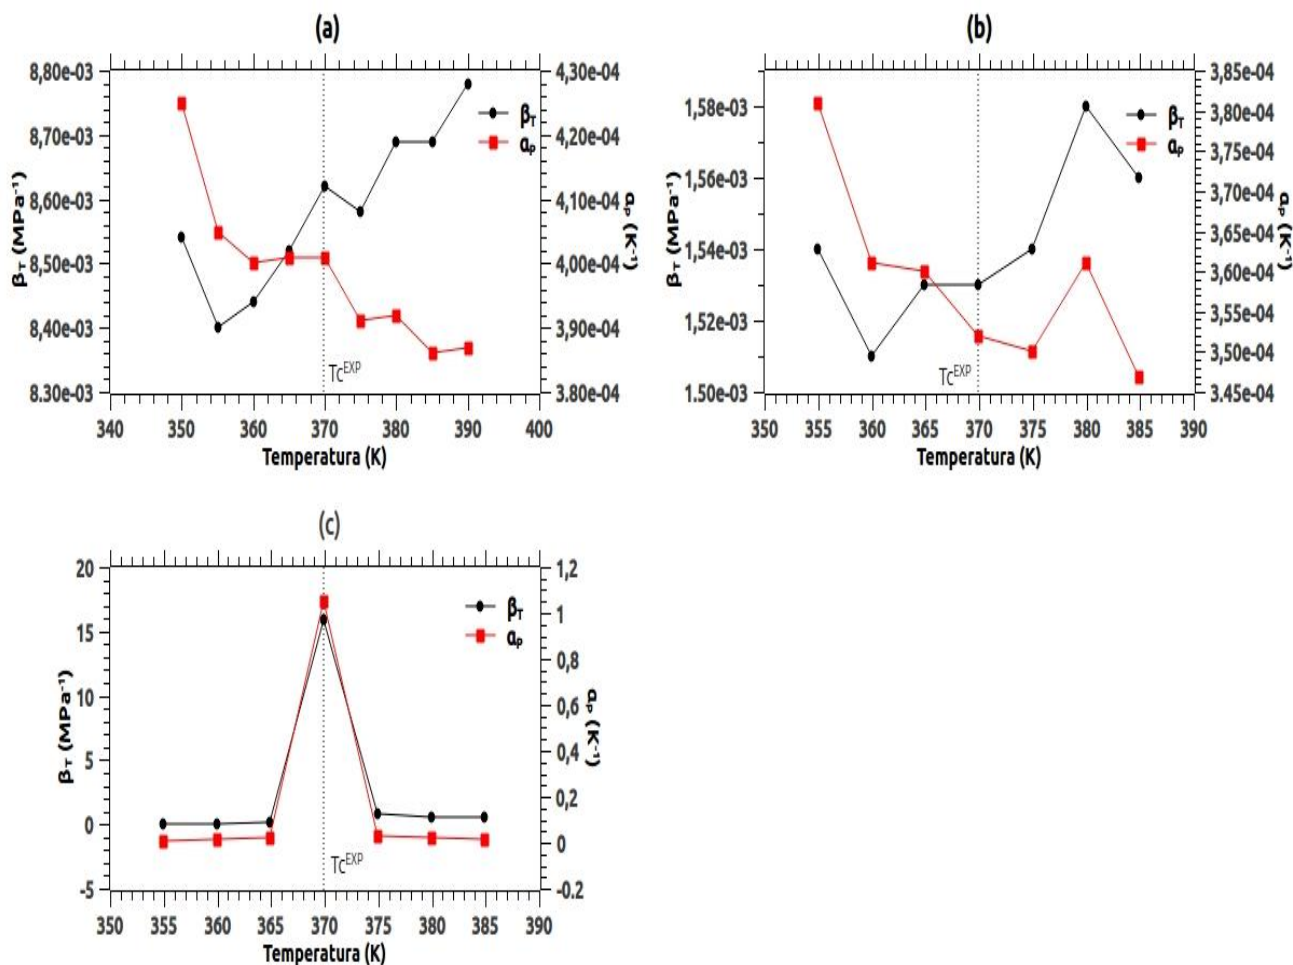 (a)
8,80e-03
8,70e-03
8,60e-03
8,50e-03
8,40e-03
8.30e-03
βT (MPa⁻¹)
4,30e-04
4,20e-04
4,10e-04
4,00e-04
3,90e-04
3.80e-04
αP (K⁻¹)
βT
αP
Tc^EXP
340 350 360 370 380 390 400
Temperatura (K)
(b)
1,58e-03
1,56e-03
1,54e-03
1,52e-03
1.50e-03
βT (MPa⁻¹)
3,85e-04
3,80e-04
3,75e-04
3,70e-04
3,65e-04
3,60e-04
3,55e-04
3,50e-04
3,45e-04
αP (K⁻¹)
βT
αP
Tc^EXP
350 355 360 365 370 375 380 385 390
Temperatura (K)
(c)
20
15
10
5
0
-5
βT (MPa⁻¹)
1,2
1
0,8
0,6
0,4
0,2
0
-0.2
αP (K⁻¹)
βT
αP
Tc^EXP
350 355 360 365 370 375 380 385 390
Temperatura (K)